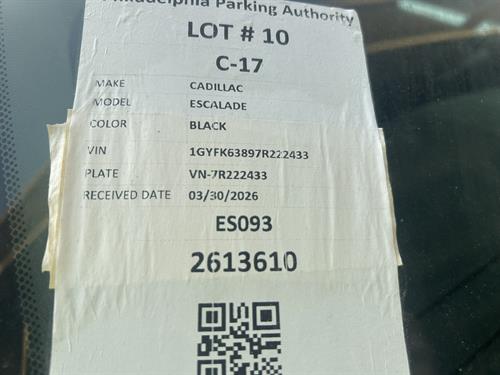 Philadelphia Parking Authority
LOT # 10
C-17
MAKE CADILLAC
MODEL ESCALADE
COLOR BLACK
VIN 1GYFK63897R222433
PLATE VN-7R222433
RECEIVED DATE 03/30/2026
ES093
2613610